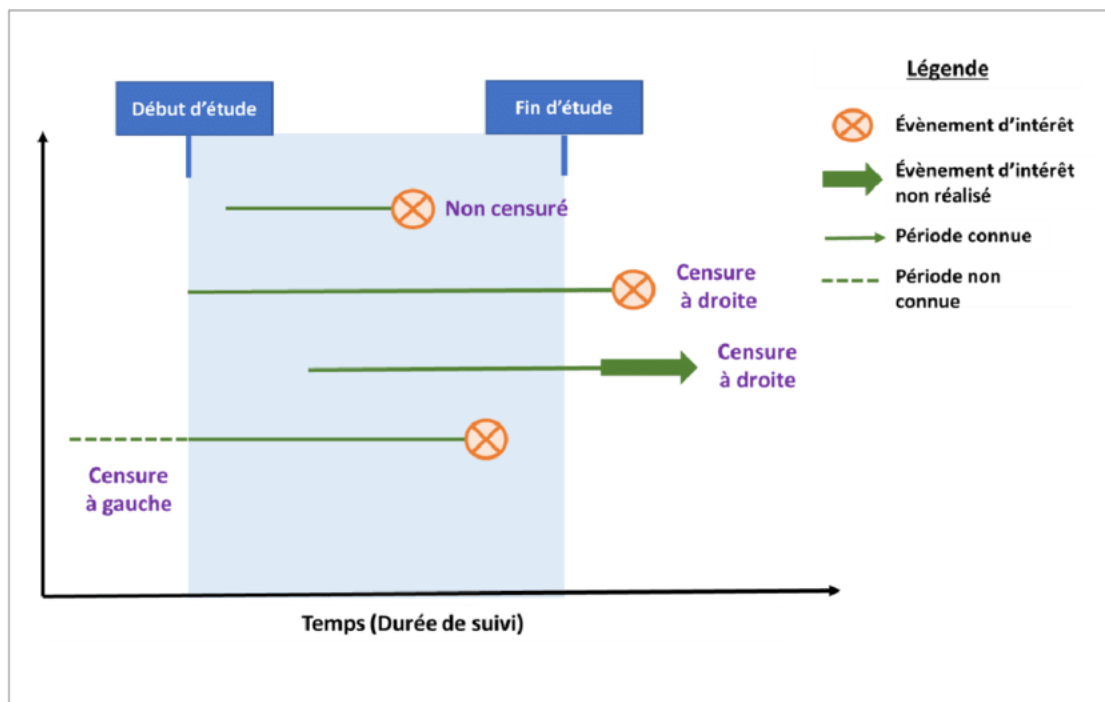 Début d'étude
Fin d'étude
Non censuré
Censure
à droite
Censure
à droite
Censure
à gauche
Temps (Durée de suivi)
Légende
Évènement d'intérêt
Évènement d'intérêt
non réalisé
Période connue
Période non
connue